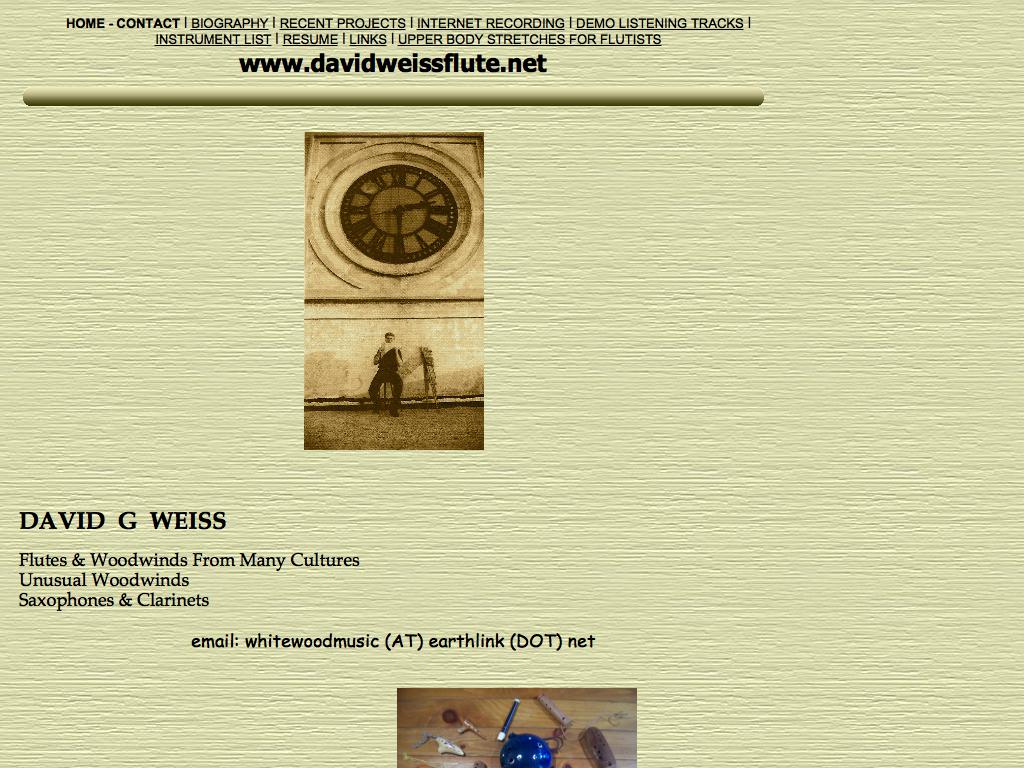 HOME - CONTACT | BIOGRAPHY | RECENT PROJECTS | INTERNET RECORDING | DEMO LISTENING TRACKS |
INSTRUMENT LIST | RESUME | LINKS | UPPER BODY STRETCHES FOR FLUTISTS
www.davidweissflute.net
DAVID G WEISS
Flutes & Woodwinds From Many Cultures
Unusual Woodwinds
Saxophones & Clarinets
email: whitewoodmusic (AT) earthlink (DOT) net